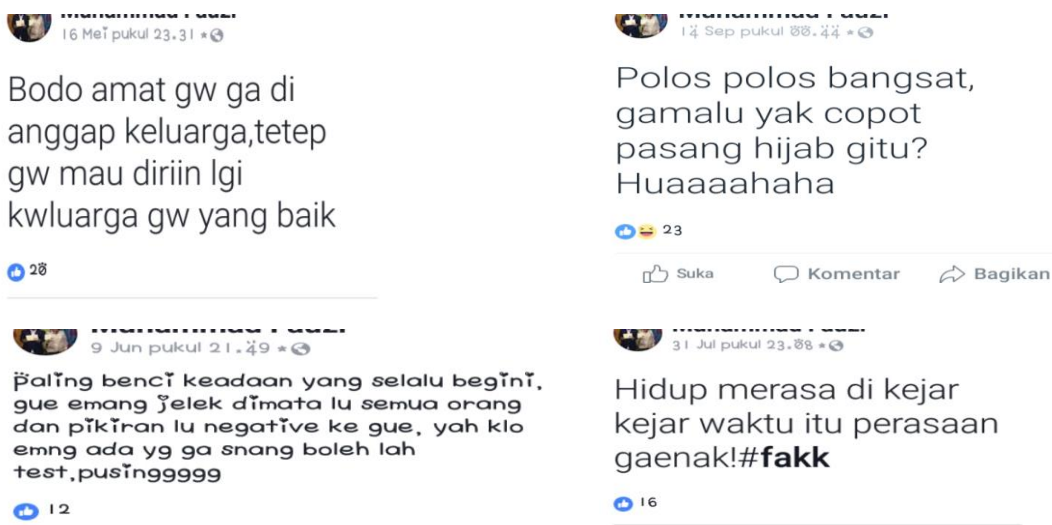 16 Mei pukul 23.31
Bodo amat gw ga di
anggap keluarga,tetep
gw mau diriin lgi
kwluarga gw yang baik
28
14 Sep pukul 08.44
Polos polos bangsat,
gamalu yak copot
pasang hijab gitu?
Huaaaahaha
23
Suka Komentar Bagikan
9 Jun pukul 21.49
Paling benci keadaan yang selalu begini,
gue emang jelek dimata lu semua orang
dan pikiran lu negative ke gue, yah klo
emng ada yg ga snang boleh lah
test,pusinggggg
12
31 Jul pukul 23.38
Hidup merasa di kejar
kejar waktu itu perasaan
gaenak!#fakk
16